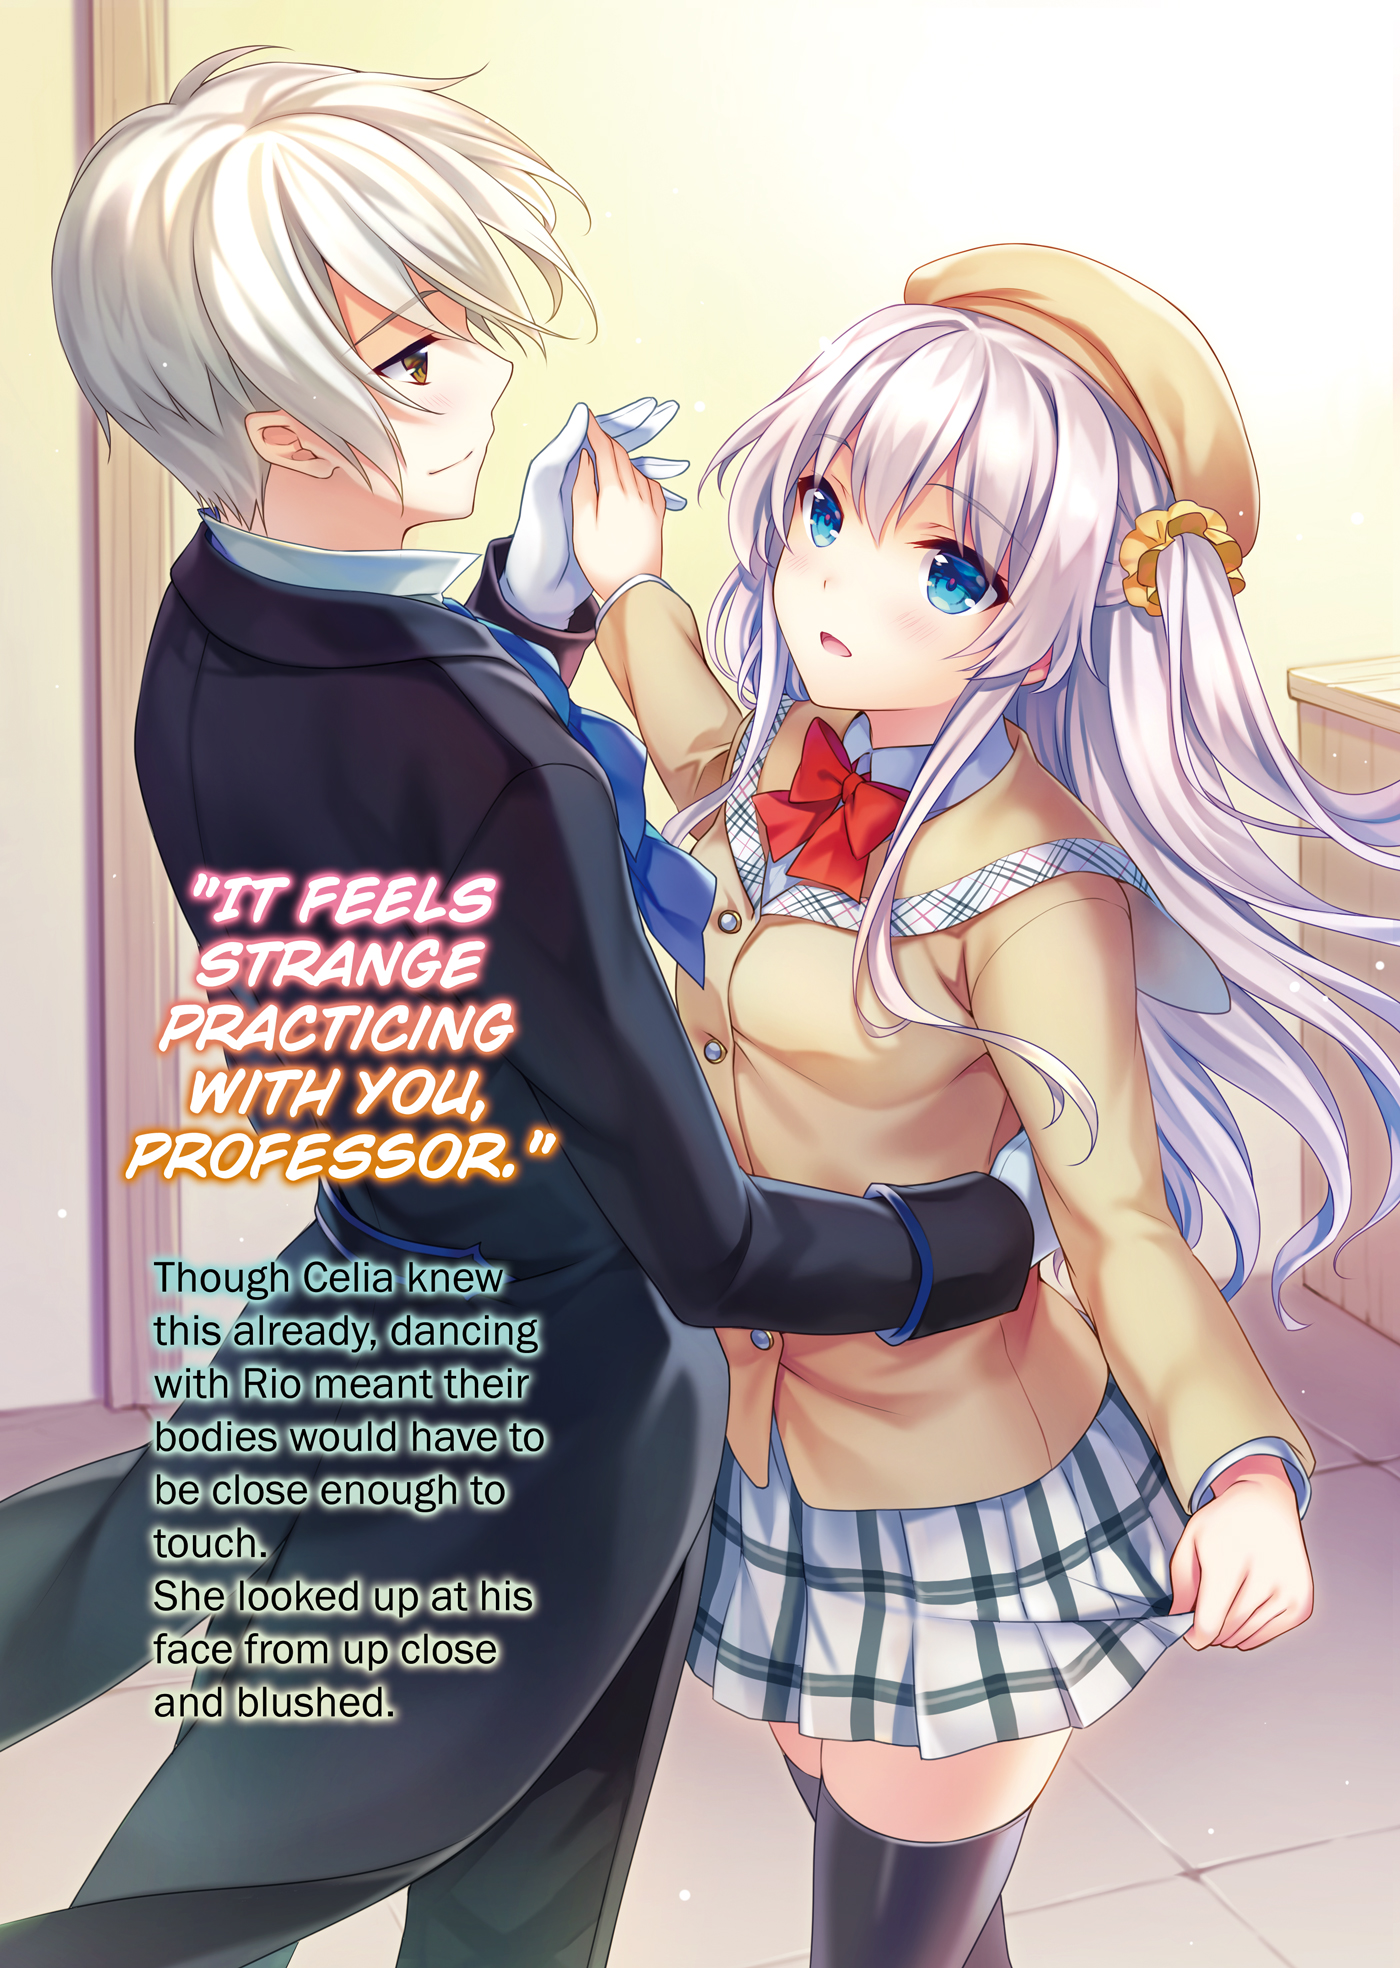 "IT FEELS
STRANGE
PRACTICING
WITH YOU,
PROFESSOR."
Though Celia knew
this already, dancing
with Rio meant their
bodies would have to
be close enough to
touch.
She looked up at his
face from up close
and blushed.